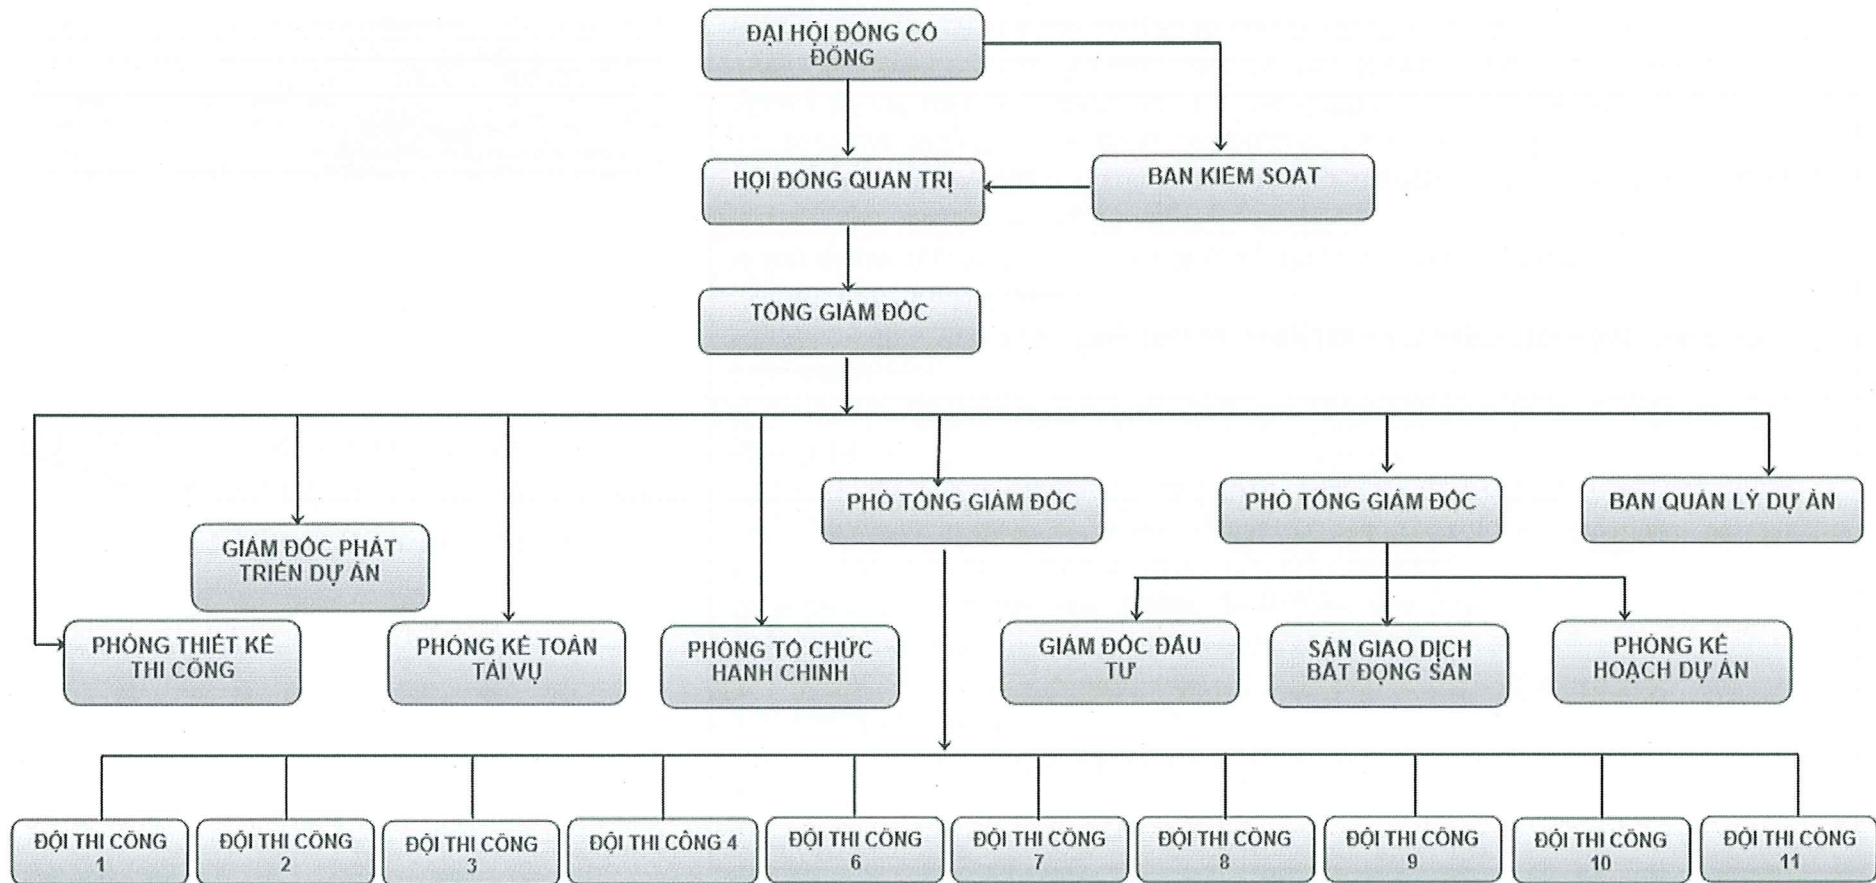 ĐẠI HỘI ĐỒNG CỔ
ĐÔNG
HỘI ĐỒNG QUẢN TRỊ
BAN KIỂM SOÁT
TỔNG GIÁM ĐỐC
PHÓ TỔNG GIÁM ĐỐC
PHÓ TỔNG GIÁM ĐỐC
BAN QUẢN LÝ DỰ ÁN
GIÁM ĐỐC PHÁT
TRIỂN DỰ ÁN
PHÒNG THIẾT KẾ
THI CÔNG
PHÒNG KẾ TOÁN
TÀI VỤ
PHÒNG TỔ CHỨC
HÀNH CHÍNH
GIÁM ĐỐC ĐẦU
TƯ
SÀN GIAO DỊCH
BẤT ĐỘNG SẢN
PHÒNG KẾ
HOẠCH DỰ ÁN
ĐỘI THI CÔNG
1
ĐỘI THI CÔNG
2
ĐỘI THI CÔNG
3
ĐỘI THI CÔNG 4
ĐỘI THI CÔNG
6
ĐỘI THI CÔNG
7
ĐỘI THI CÔNG
8
ĐỘI THI CÔNG
9
ĐỘI THI CÔNG
10
ĐỘI THI CÔNG
11